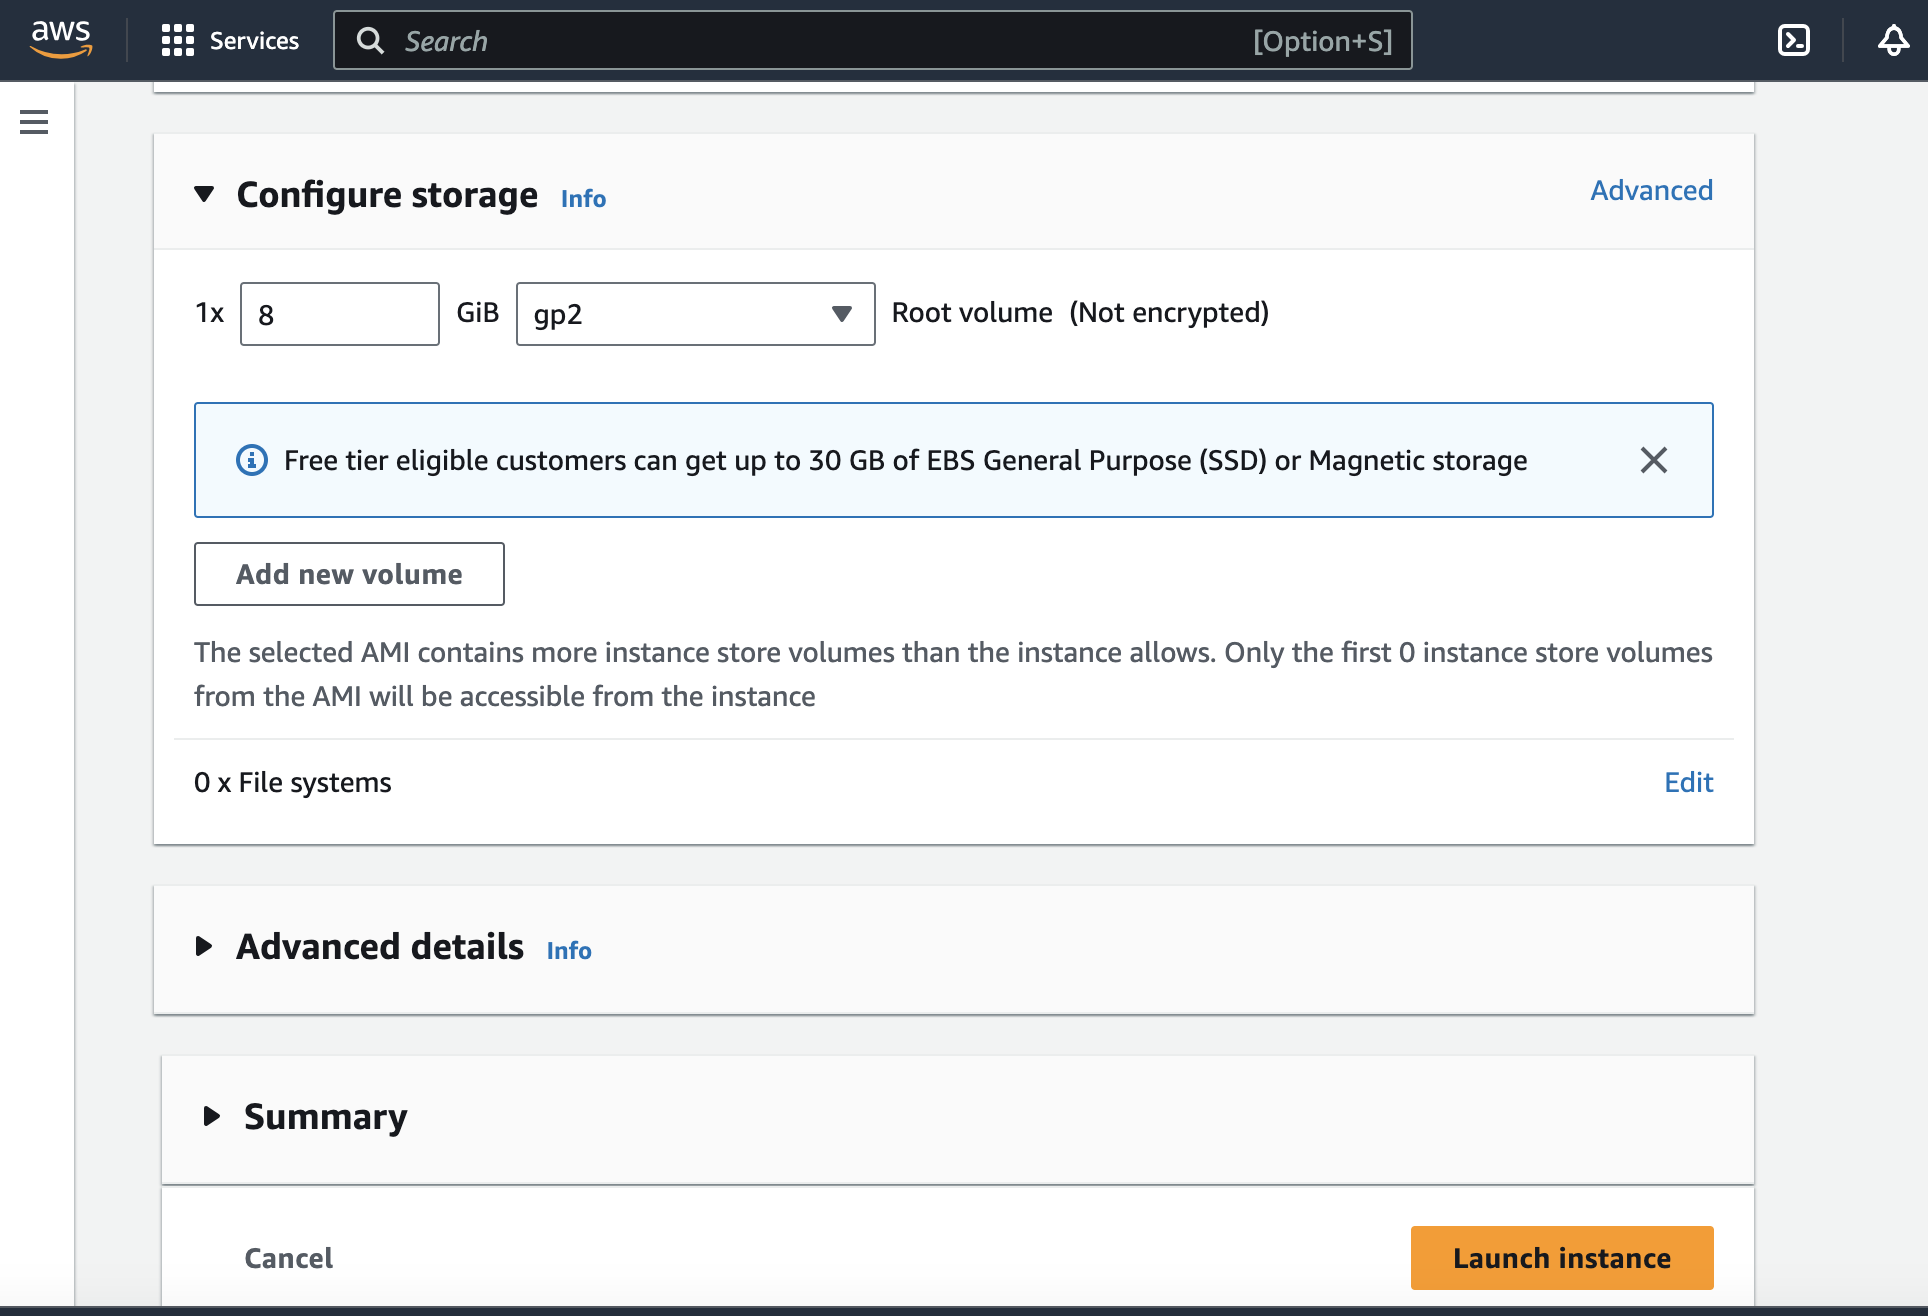 aws Services Search [Option+S]
Configure storage Info Advanced
1x 8 GiB gp2 Root volume (Not encrypted)
Free tier eligible customers can get up to 30 GB of EBS General Purpose (SSD) or Magnetic storage
Add new volume
The selected AMI contains more instance store volumes than the instance allows. Only the first 0 instance store volumes
from the AMI will be accessible from the instance
0 x File systems Edit
Advanced details Info
Summary
Cancel Launch instance